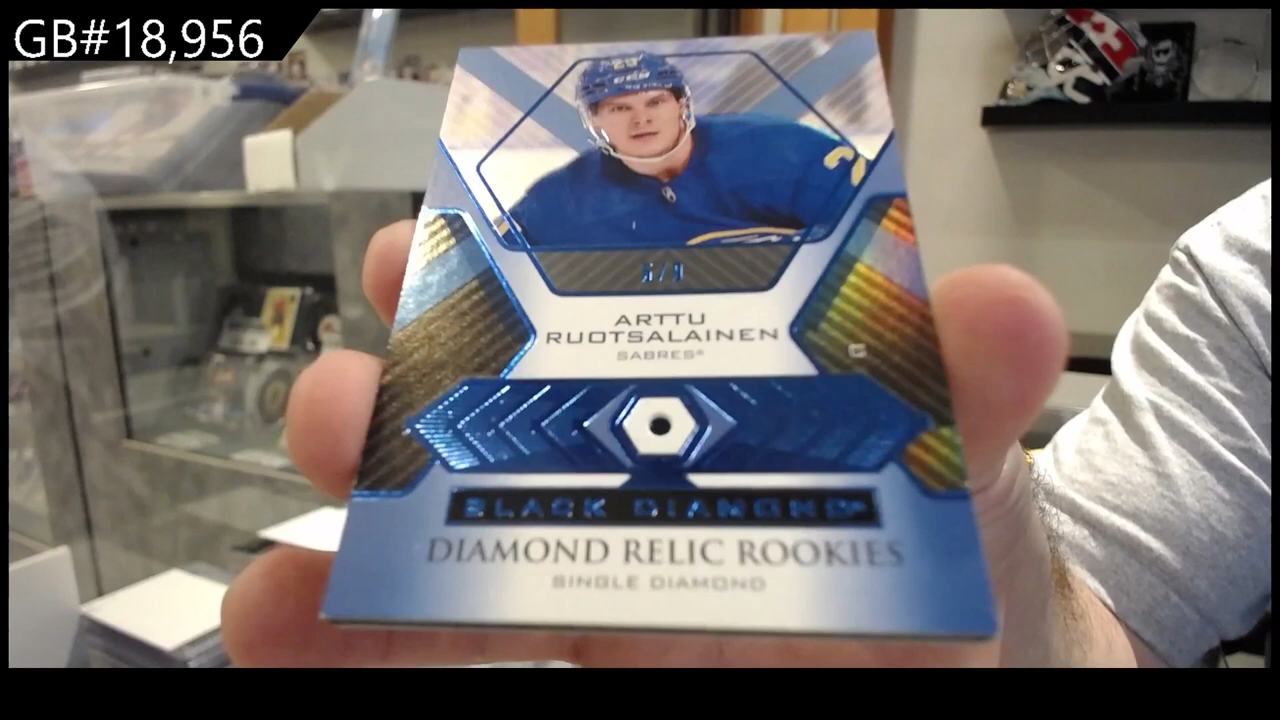 GB#18,956
ARTTU
RUOTSALAINEN
SABRES®
BLACK DIAMOND®
DIAMOND RELIC ROOKIES
SINGLE DIAMOND